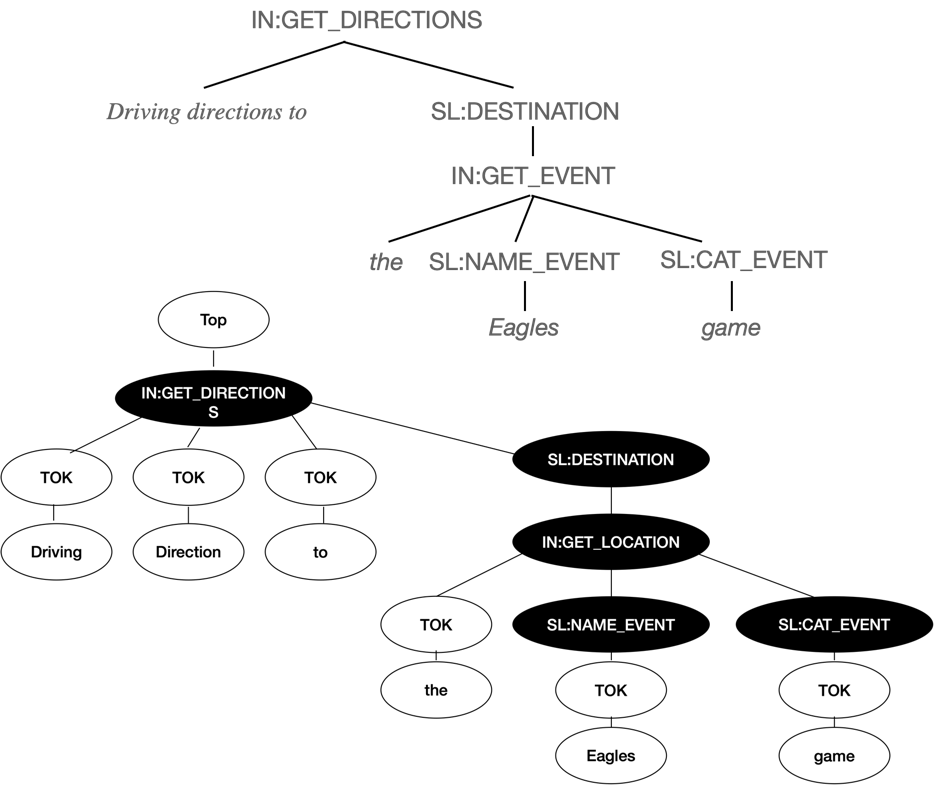 IN:GET_DIRECTIONS
Driving directions to
SL:DESTINATION
IN:GET_EVENT
the
SL:NAME_EVENT
SL:CAT_EVENT
Eagles
game
Top
IN:GET_DIRECTION
S
SL:DESTINATION
TOK
TOK
TOK
Driving
Direction
to
IN:GET_LOCATION
TOK
SL:NAME_EVENT
SL:CAT_EVENT
the
TOK
TOK
Eagles
game